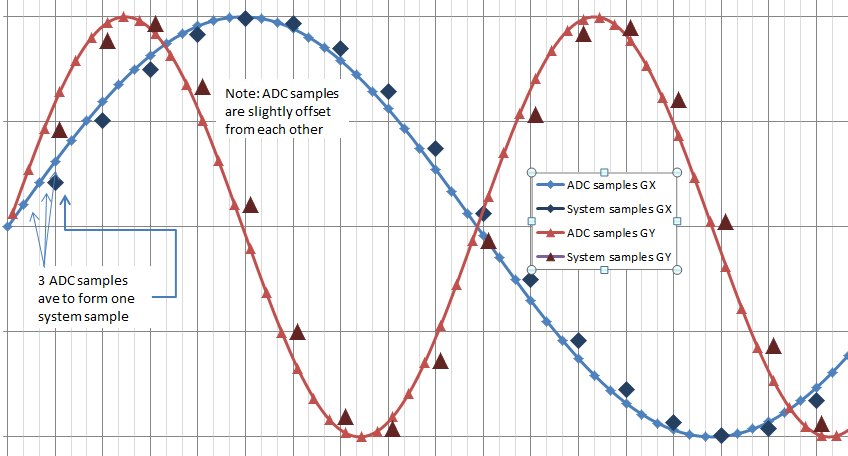 Note: ADC samples
are slightly offset
from each other
ADC samples GX
System samples GX
ADC samples GY
System samples GY
3 ADC samples
ave to form one
system sample